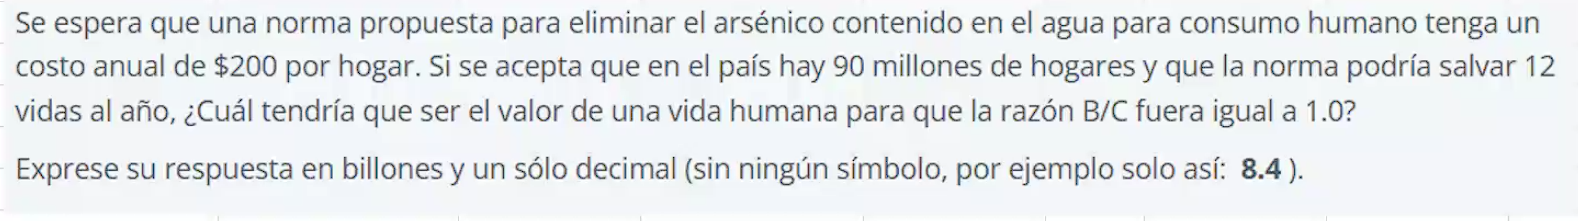 Se espera que una norma propuesta para eliminar el arsénico contenido en el agua para consumo humano tenga un
costo anual de $200 por hogar. Si se acepta que en el país hay 90 millones de hogares y que la norma podría salvar 12
vidas al año, ¿Cuál tendría que ser el valor de una vida humana para que la razón B/C fuera igual a 1.0?
Exprese su respuesta en billones y un sólo decimal (sin ningún símbolo, por ejemplo solo así: 8.4 ).